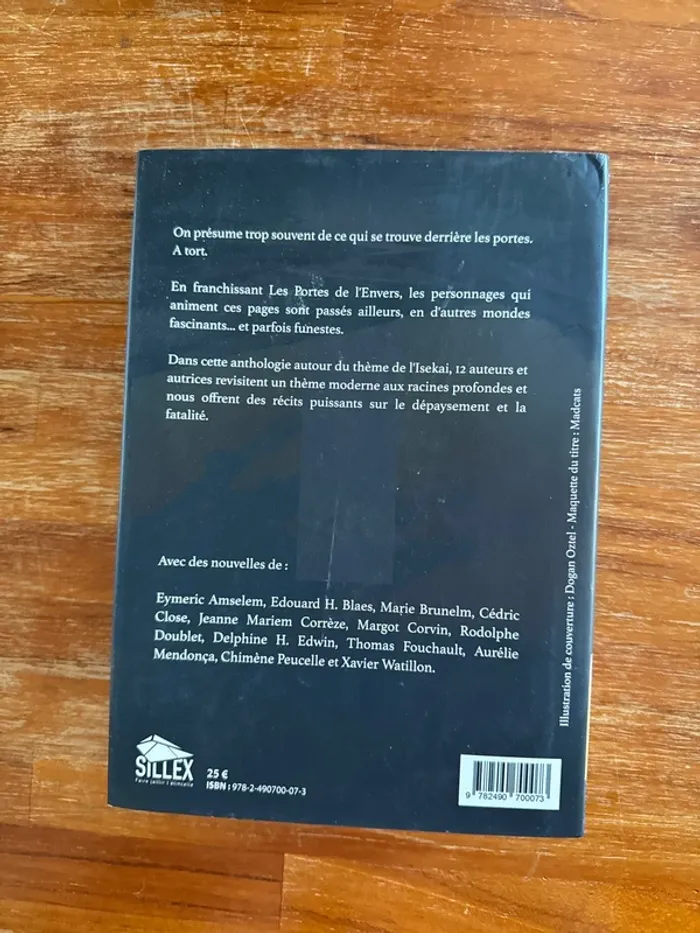 On présume trop souvent de ce qui se trouve derrière les portes.
A tort.
En franchissant Les Portes de l'Envers, les personnages qui
animent ces pages sont passés ailleurs, en d'autres mondes
fascinants... et parfois funestes.
Dans cette anthologie autour du thème de l'Isekai, 12 auteurs et
autrices revisitent un thème moderne aux racines profondes et
nous offrent des récits puissants sur le dépaysement et la
fatalité.
Avec des nouvelles de :
Eymeric Amselem, Edouard H. Blaes, Marie Brunelm, Cédric
Close, Jeanne Mariem Corrèze, Margot Corvin, Rodolphe
Doublet, Delphine H. Edwin, Thomas Fouchault, Aurélie
Mendonça, Chimène Peucelle et Xavier Watillon.
SILLEX
Faire jaillir l'étincelle
25 €
ISBN : 978-2-490700-07-3
9 782490 700073
Illustration de couverture : Dogan Oztel - Maquette du titre : Madcats